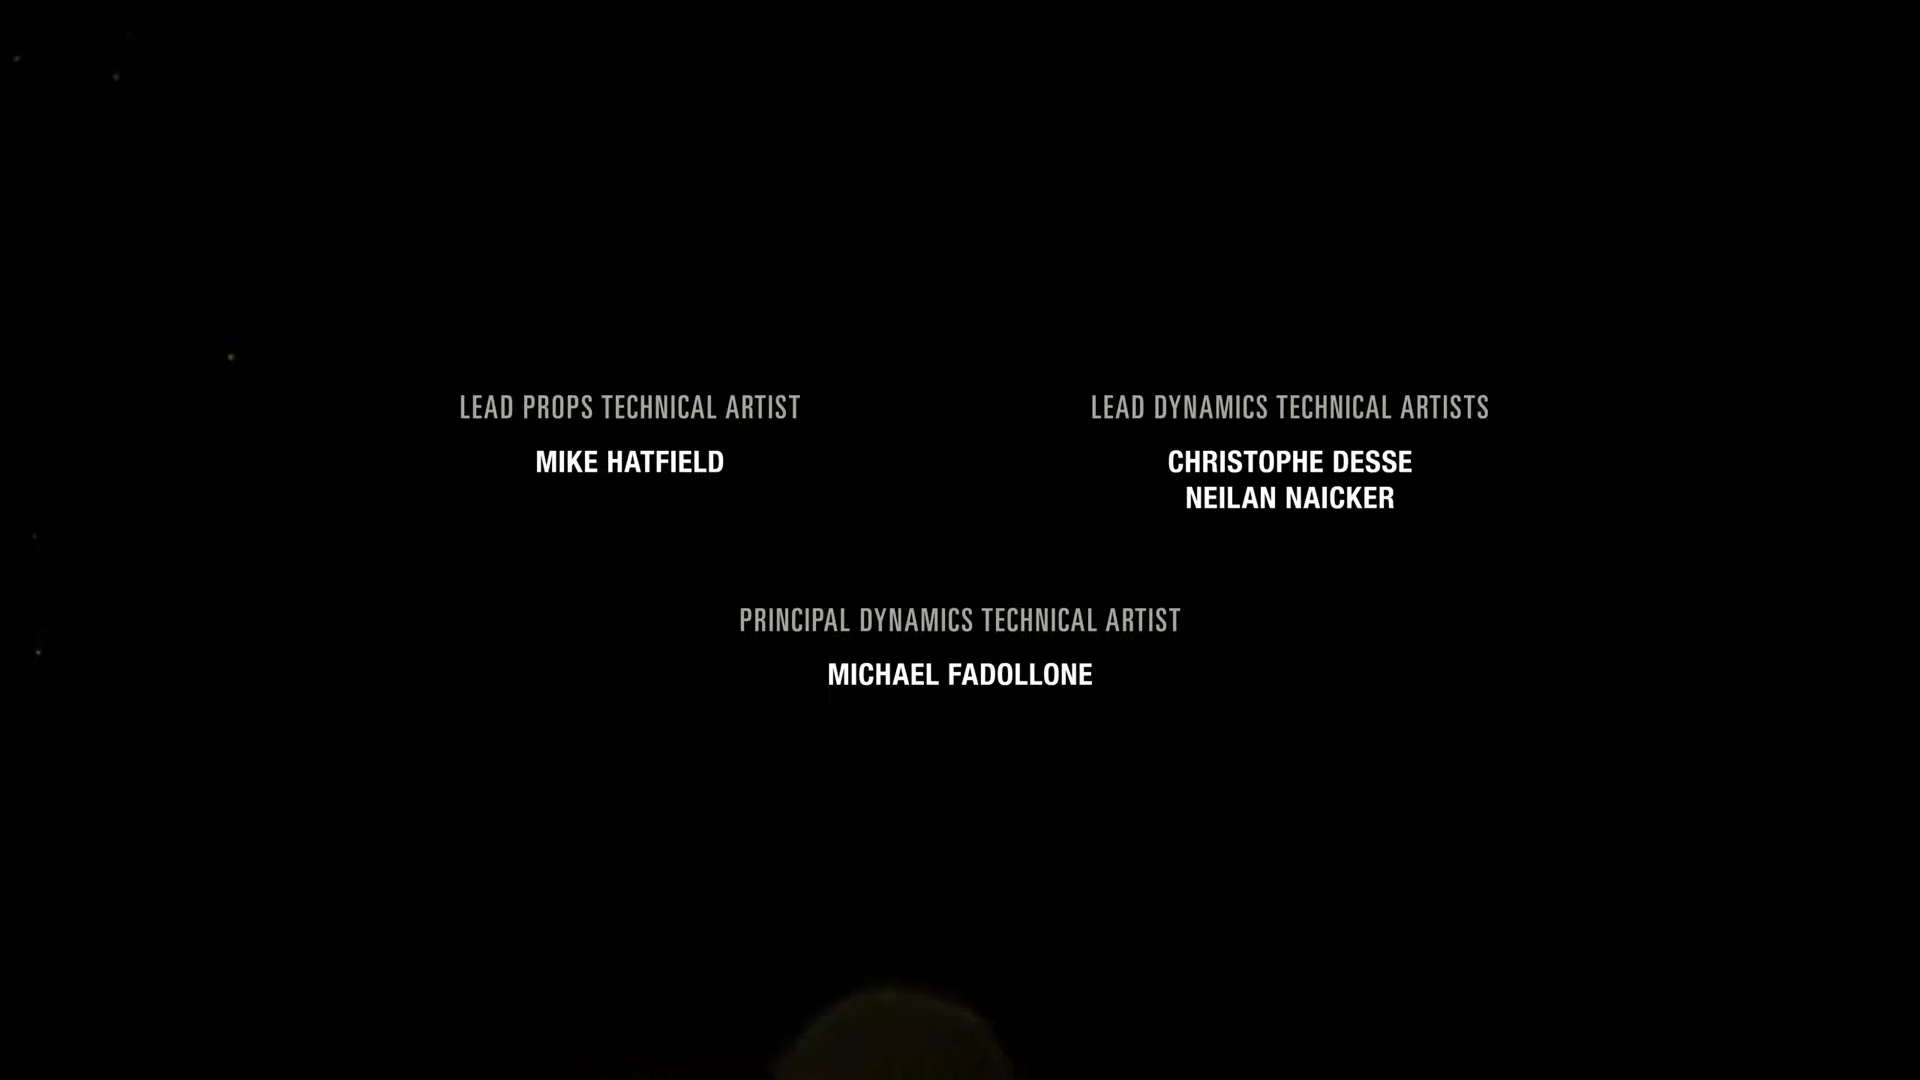 LEAD PROPS TECHNICAL ARTIST
MIKE HATFIELD
LEAD DYNAMICS TECHNICAL ARTISTS
CHRISTOPHE DESSE
NEILAN NAICKER
PRINCIPAL DYNAMICS TECHNICAL ARTIST
MICHAEL FADOLLONE